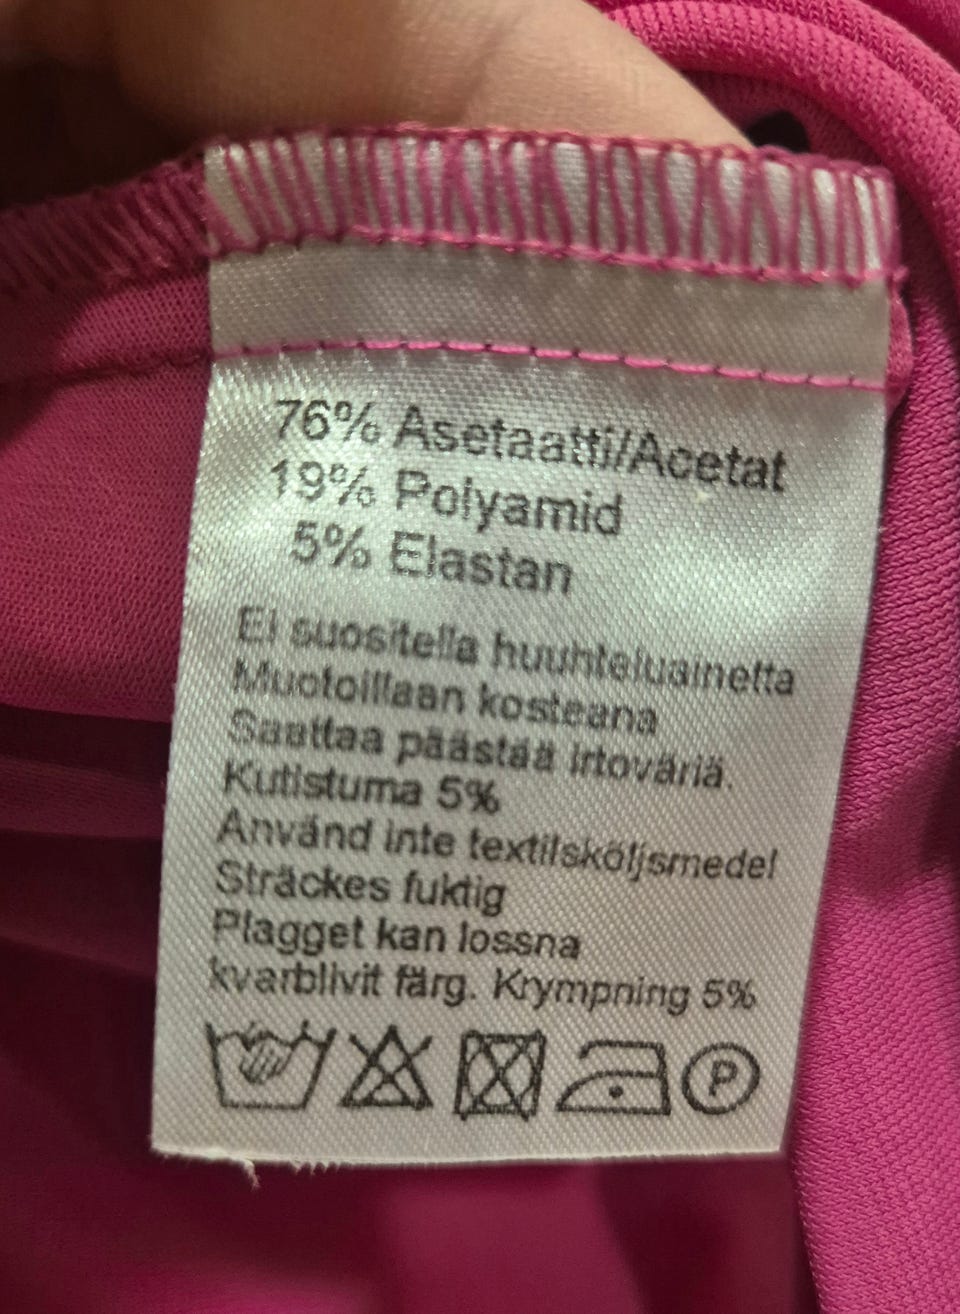 76% Asetaatti/Acetat
19% Polyamid
5% Elastan
Ei suositella huuhteluainetta
Muotoillaan kosteana
Saattaa päästää irtoväriä.
Kutistuma 5%
Använd inte textilsköljsmedel
Sträckes fuktig
Plagget kan lossna
kvarblivit färg. Krympning 5%
P